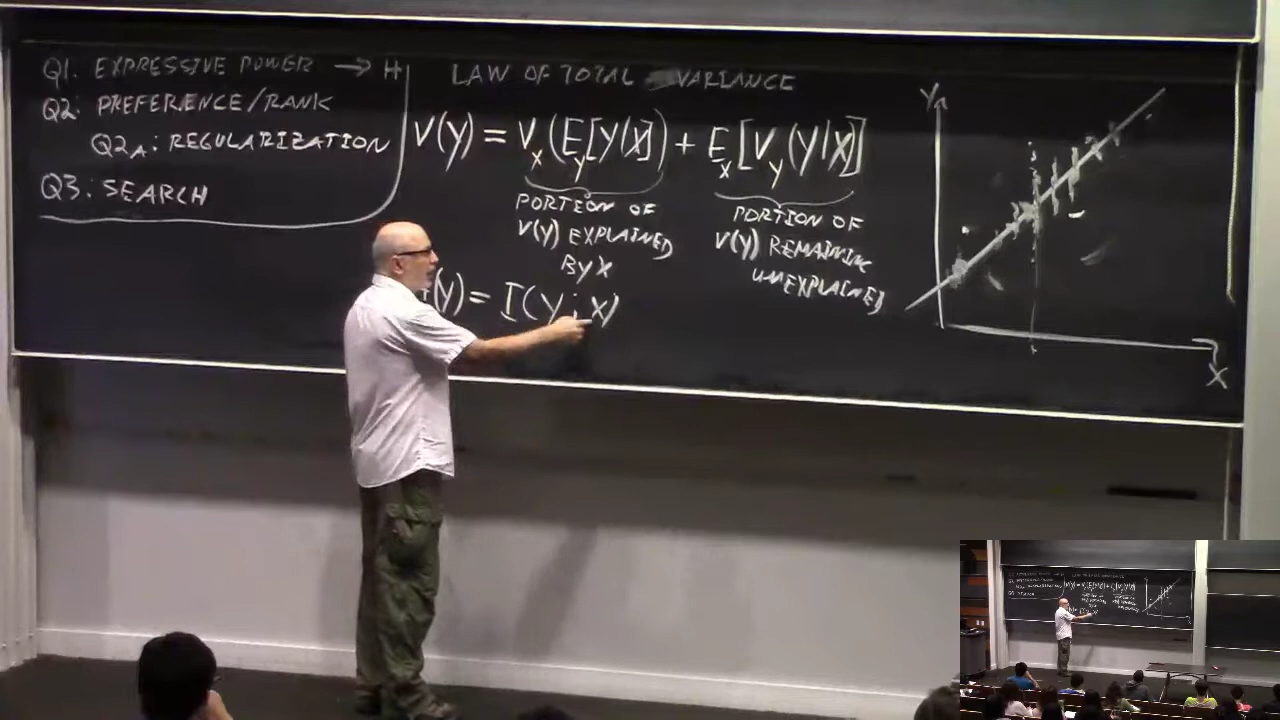 Q1. EXPRESSIVE POWER → H
Q2: PREFERENCE/RANK
Q2A: REGULARIZATION
Q3: SEARCH
LAW OF TOTAL VARIANCE
V(Y) = Vx(Ey[Y|X]) + Ex[Vy(Y|X)]
PORTION OF
V(Y) EXPLAINED
BY X
PORTION OF
V(Y) REMAINING
UNEXPLAINED
(Y) = I(Y; X)
Y
X